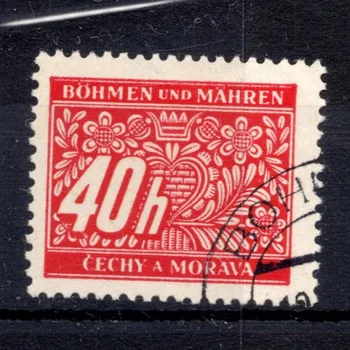 BÖHMEN UND MÄHREN
40h
ČECHY A MORAVA